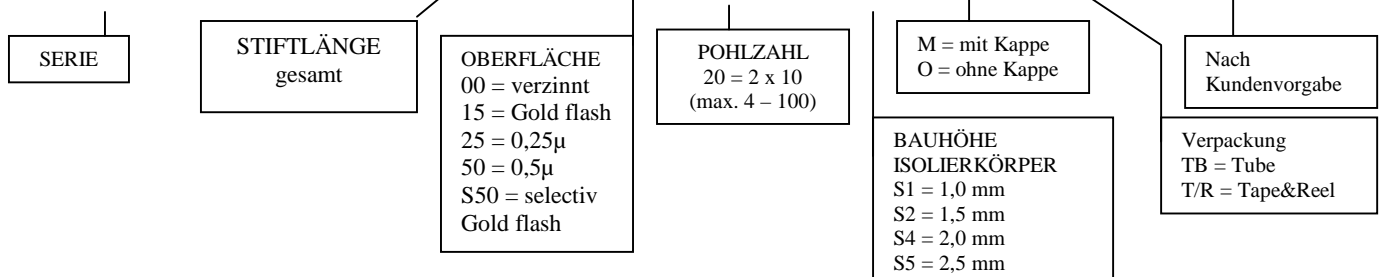 SERIE
STIFTLÄNGE
gesamt
OBERFLÄCHE
00 = verzinnt
15 = Gold flash
25 = 0,25µ
50 = 0,5µ
S50 = selectiv
Gold flash
POHLZAHL
20 = 2 x 10
(max. 4 – 100)
M = mit Kappe
O = ohne Kappe
BAUHÖHE
ISOLIERKÖRPER
S1 = 1,0 mm
S2 = 1,5 mm
S4 = 2,0 mm
S5 = 2,5 mm
Nach
Kundenvorgabe
Verpackung
TB = Tube
T/R = Tape&Reel